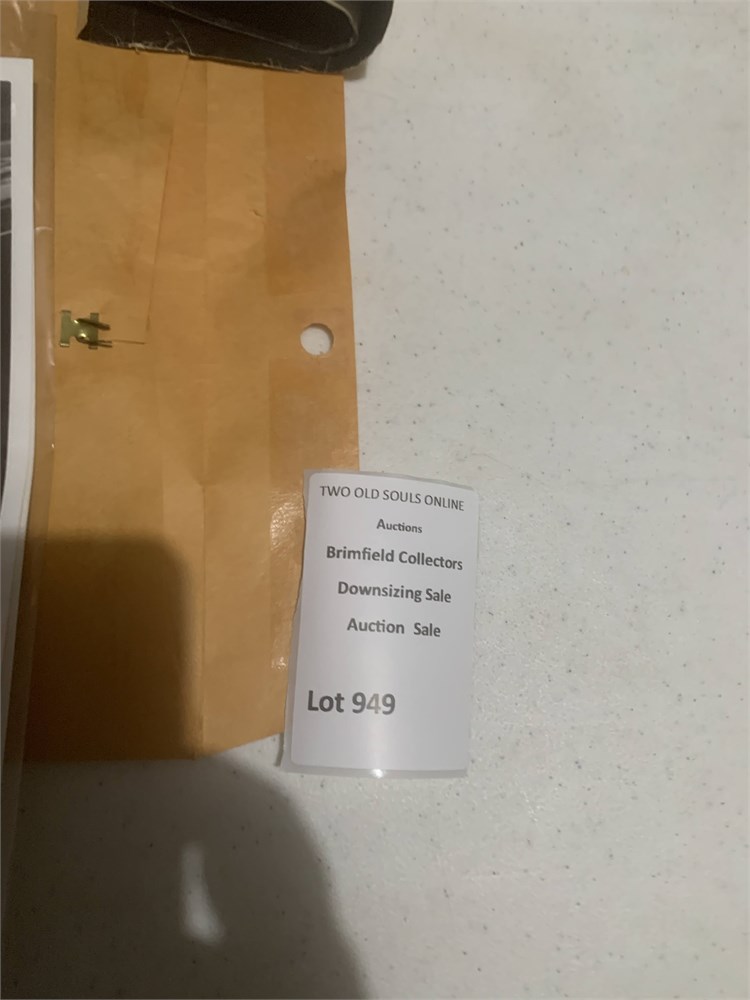 TWO OLD SOULS ONLINE
Auctions
Brimfield Collectors
Downsizing Sale
Auction Sale
Lot 949